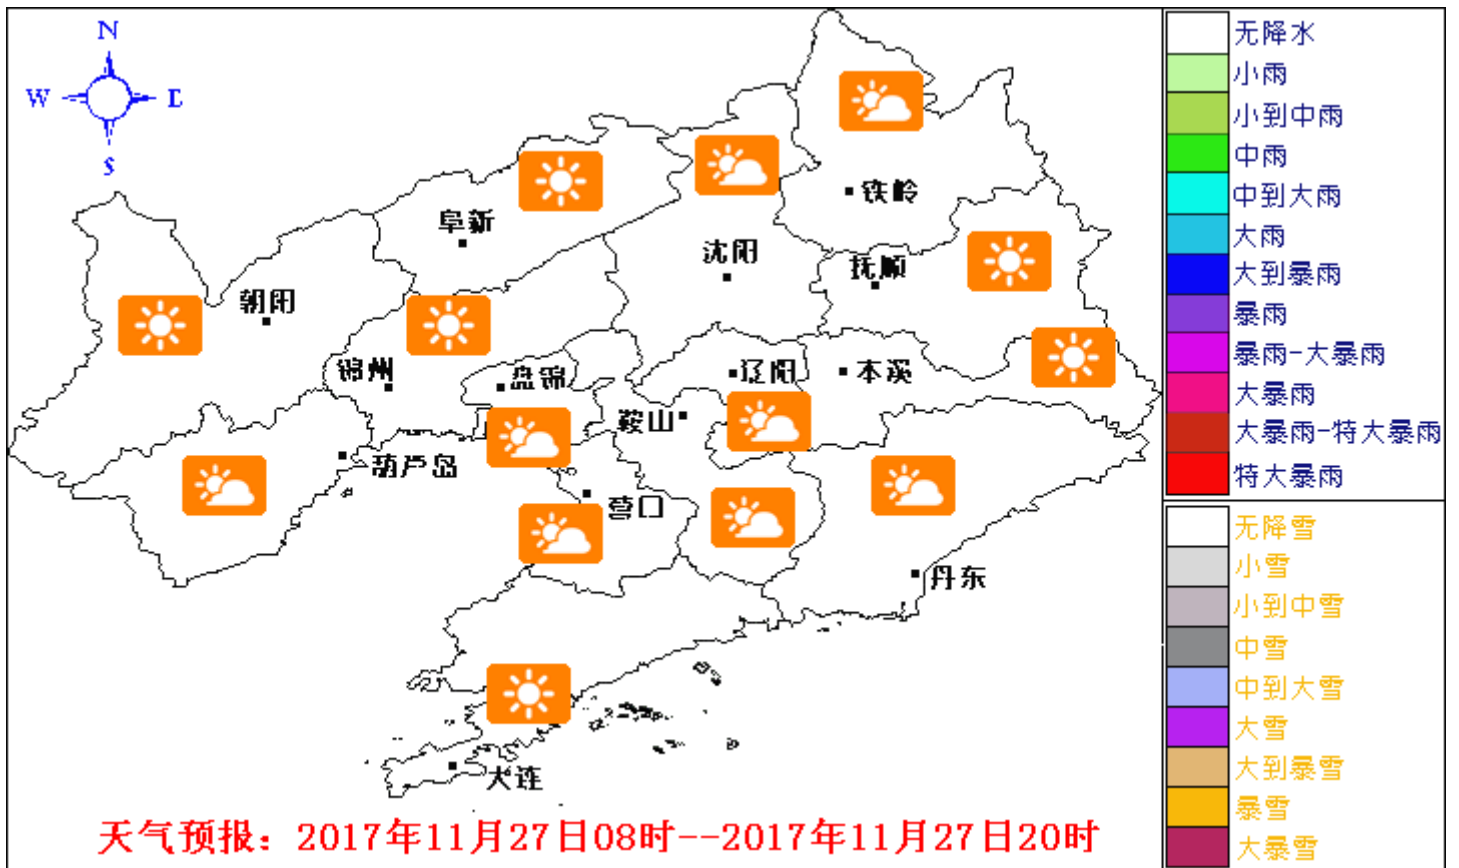 N
W E
S
铁岭
阜新
沈阳
抚顺
朝阳
锦州
盘锦
辽阳
本溪
鞍山
葫芦岛
营口
丹东
大连
天气预报：2017年11月27日08时--2017年11月27日20时
无降水
小雨
小到中雨
中雨
中到大雨
大雨
大到暴雨
暴雨
暴雨-大暴雨
大暴雨
大暴雨-特大暴雨
特大暴雨
无降雪
小雪
小到中雪
中雪
中到大雪
大雪
大到暴雪
暴雪
大暴雪